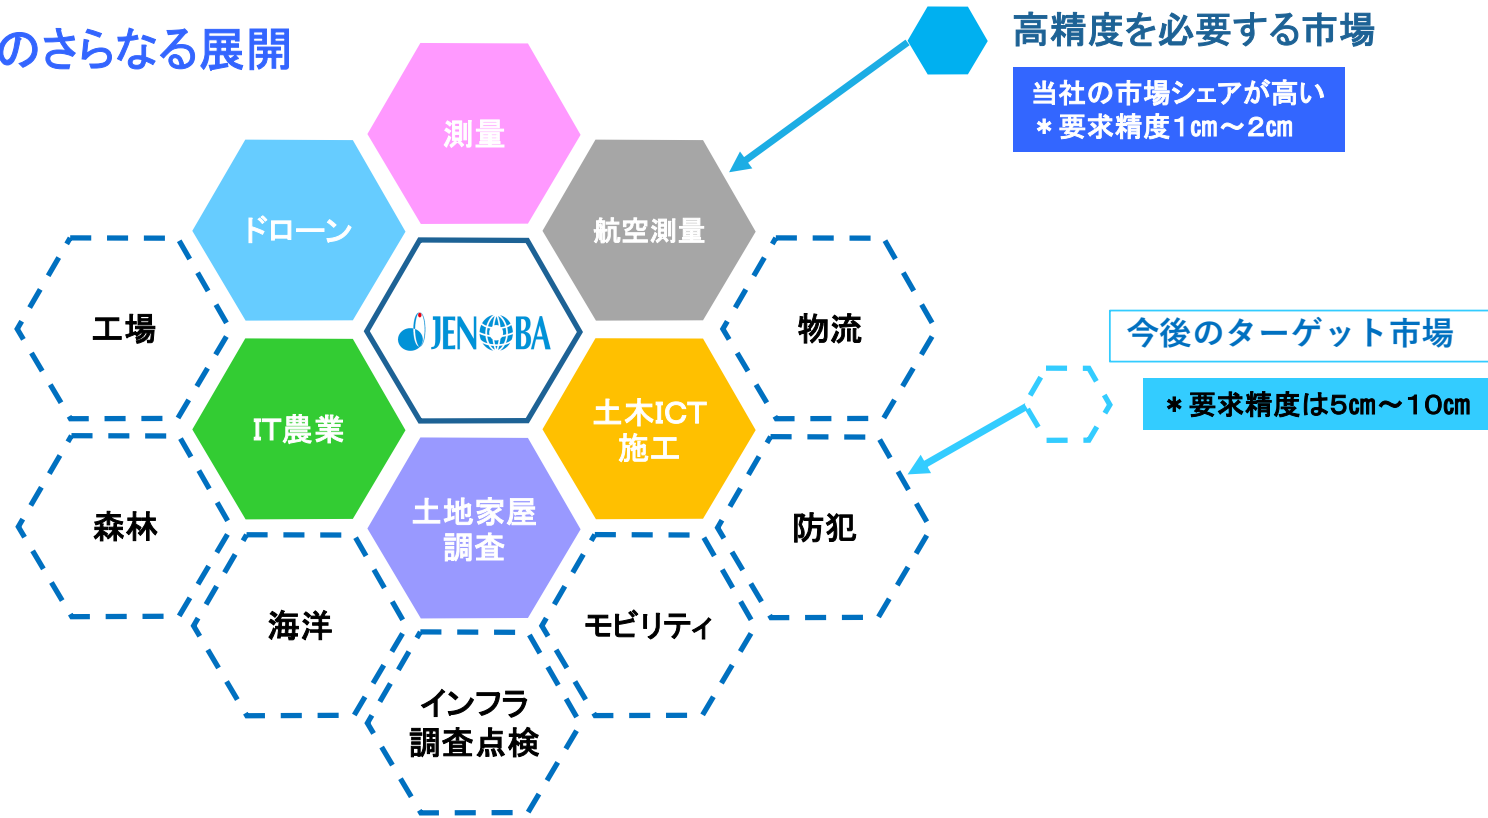 のさらなる展開
高精度を必要する市場
当社の市場シェアが高い
＊要求精度1㎝～2㎝
測量
ドローン
航空測量
工場
JENOBA
物流
今後のターゲット市場
＊要求精度は5㎝～10㎝
IT農業
土木ICT
施工
土地家屋
調査
森林
防犯
海洋
モビリティ
インフラ
調査点検